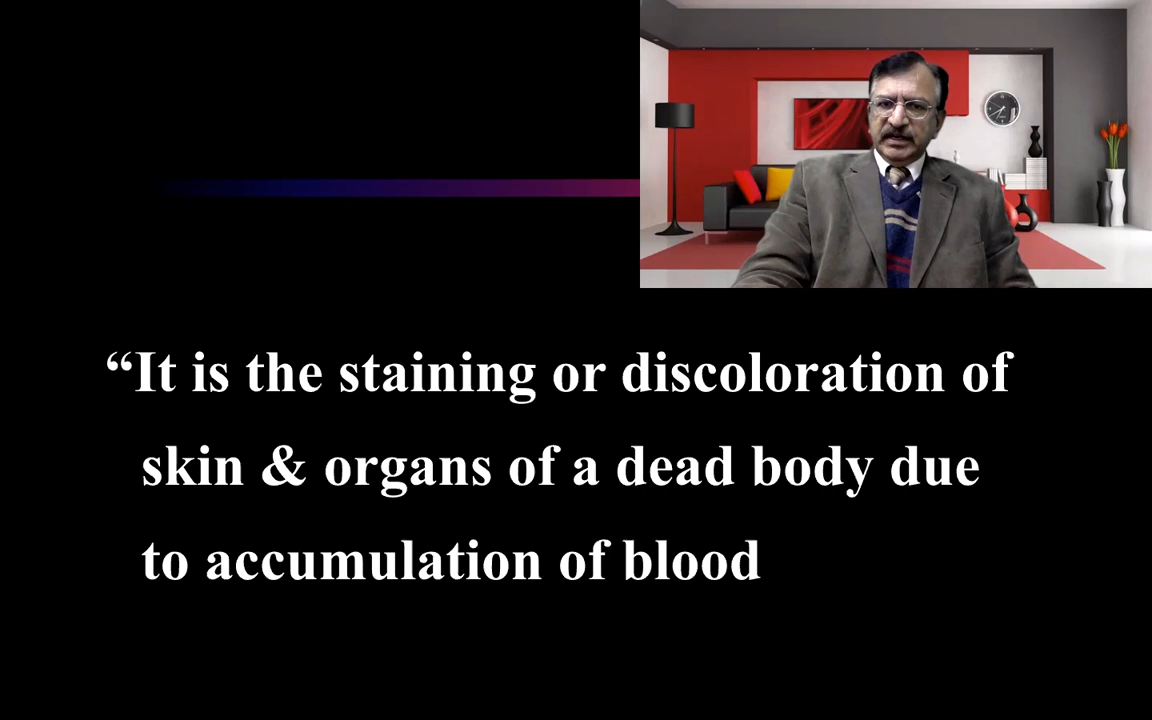 “It is the staining or discoloration of
skin & organs of a dead body due
to accumulation of blood